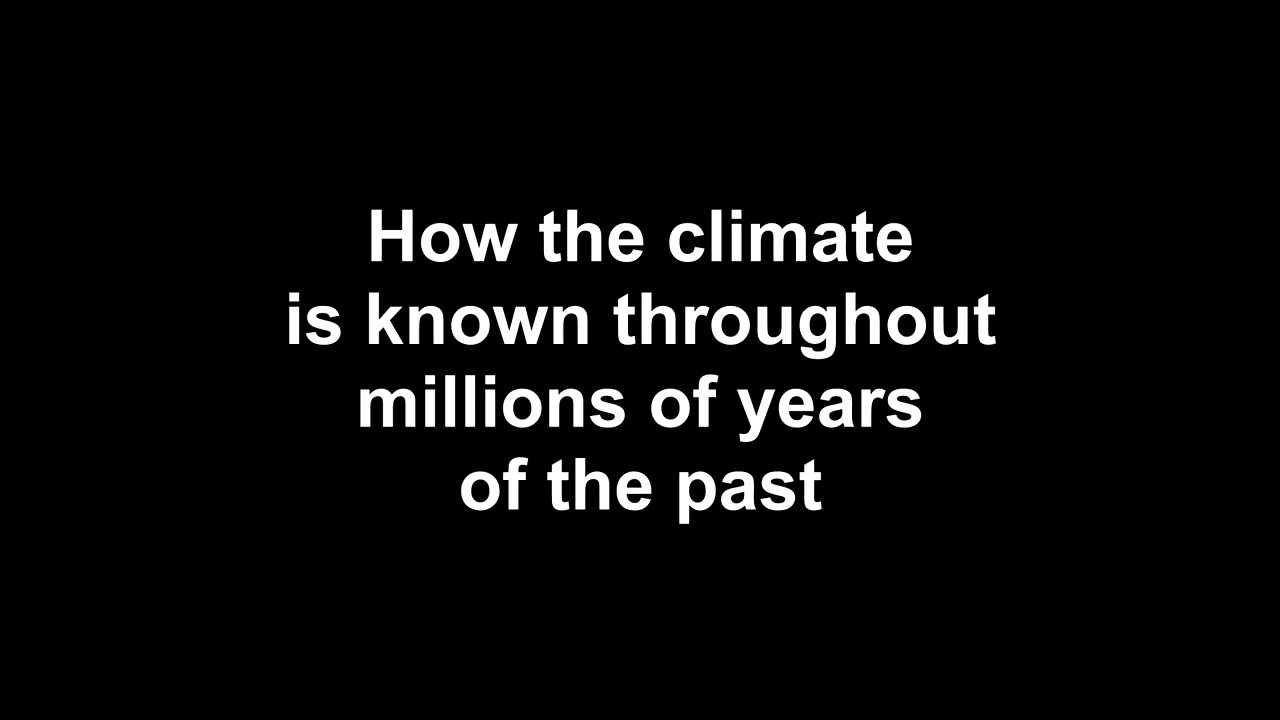 How the climate
is known throughout
millions of years
of the past